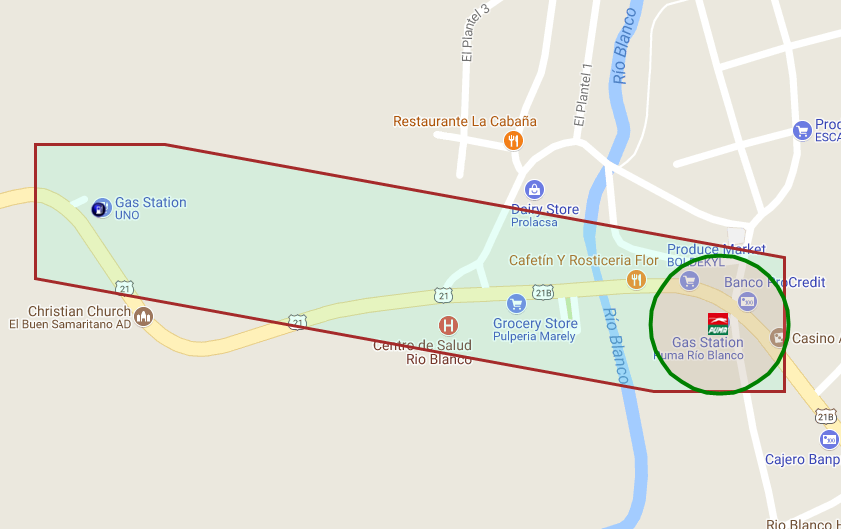 El Plantel 3
Río Blanco
El Plantel 1
Restaurante La Cabaña
Prod
ESCA
Gas Station
UNO
Dairy Store
Prolacsa
Produce Market
BOLDEKYL
Cafetín Y Rosticeria Flor
Banco ProCredit
21
21
21B
21
Christian Church
El Buen Samaritano AD
Grocery Store
Pulperia Marely
Río Blanco
PUMA
Gas Station
Puma Río Blanco
Casino A
Centro de Salud
Rio Blanco
21B
Cajero Banp
Rio Blanco H